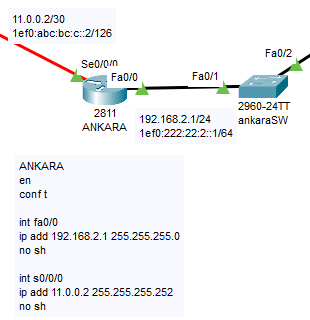 11.0.0.2/30
1ef0:abc:bc:c::2/126
Se0/0/0
Fa0/0
2811
ANKARA
Fa0/1
Fa0/2
2960-24TT
ankaraSW
192.168.2.1/24
1ef0:222:22:2::1/64
ANKARA
en
conf t
int fa0/0
ip add 192.168.2.1 255.255.255.0
no sh
int s0/0/0
ip add 11.0.0.2 255.255.255.252
no sh